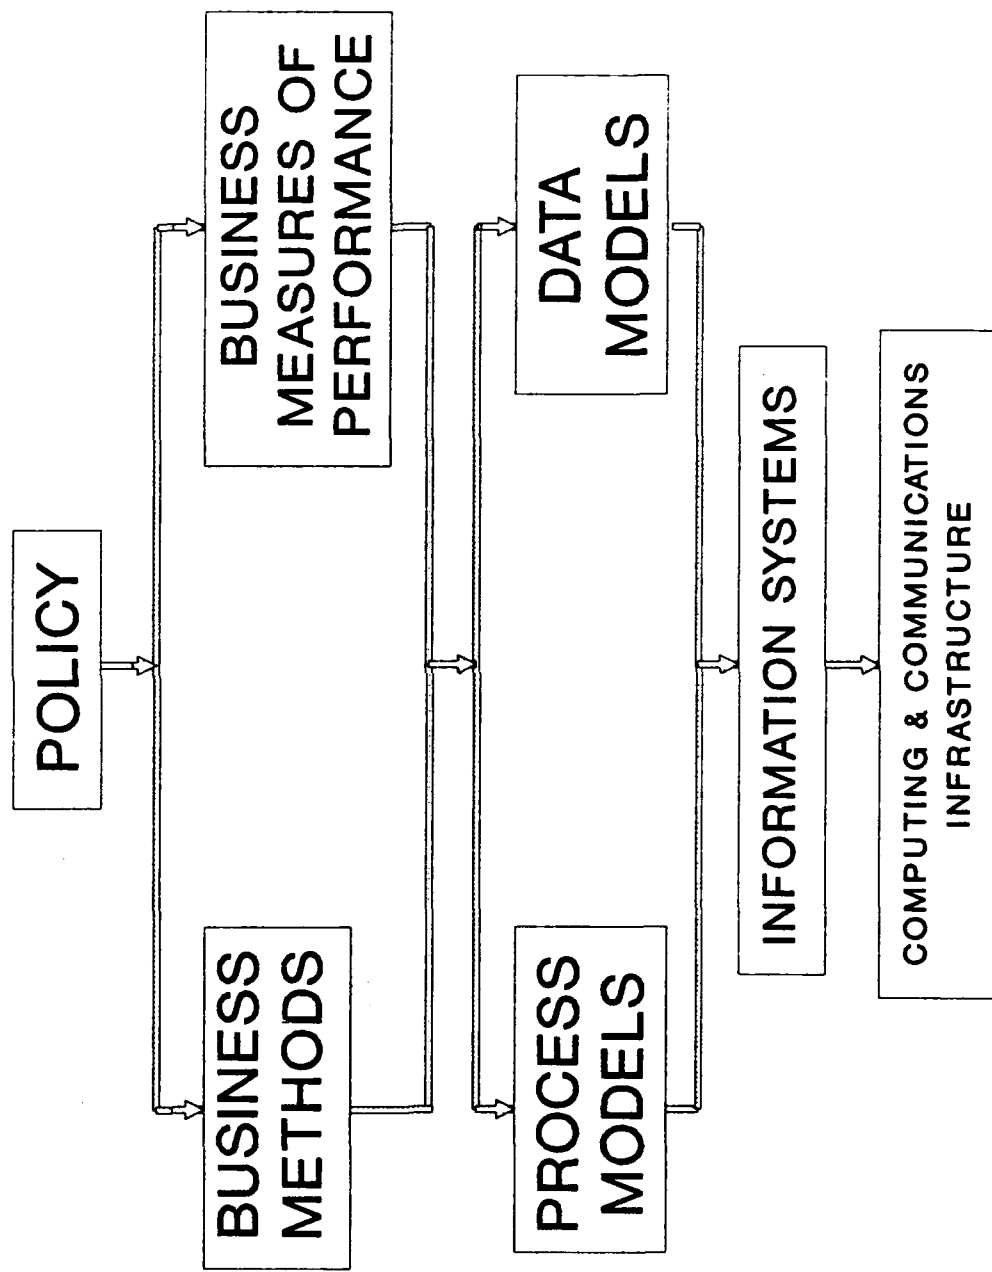 POLICY
BUSINESS
METHODS
BUSINESS
MEASURES OF
PERFORMANCE
PROCESS
MODELS
DATA
MODELS
INFORMATION SYSTEMS
COMPUTING & COMMUNICATIONS
INFRASTRUCTURE